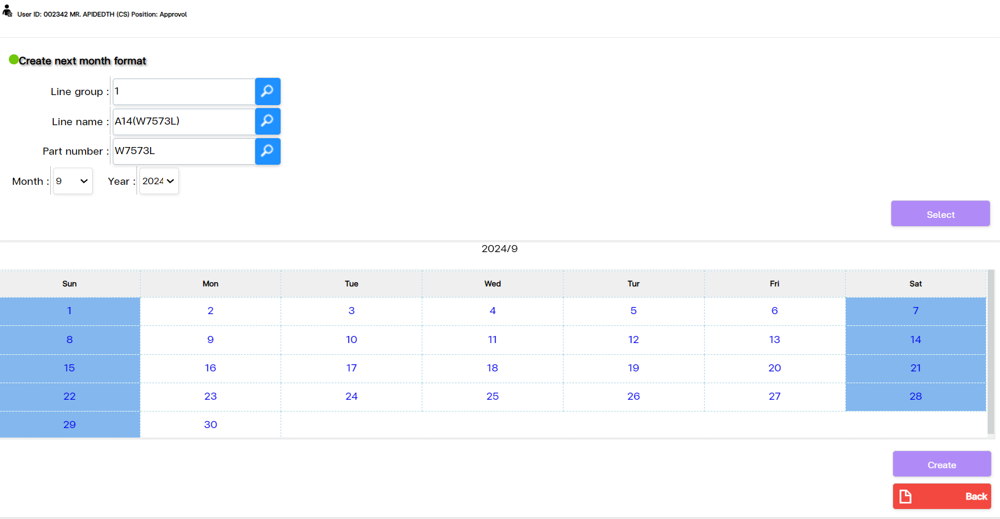 User ID: 002342 MR. APIDEDTH (CS) Position: Approvol
Create next month format
Line group : 1
Line name : A14(W7573L)
Part number : W7573L
Month : 9 Year : 2024
Select
2024/9
Sun Mon Tue Wed Tur Fri Sat
1 2 3 4 5 6 7
8 9 10 11 12 13 14
15 16 17 18 19 20 21
22 23 24 25 26 27 28
29 30
Create
Back